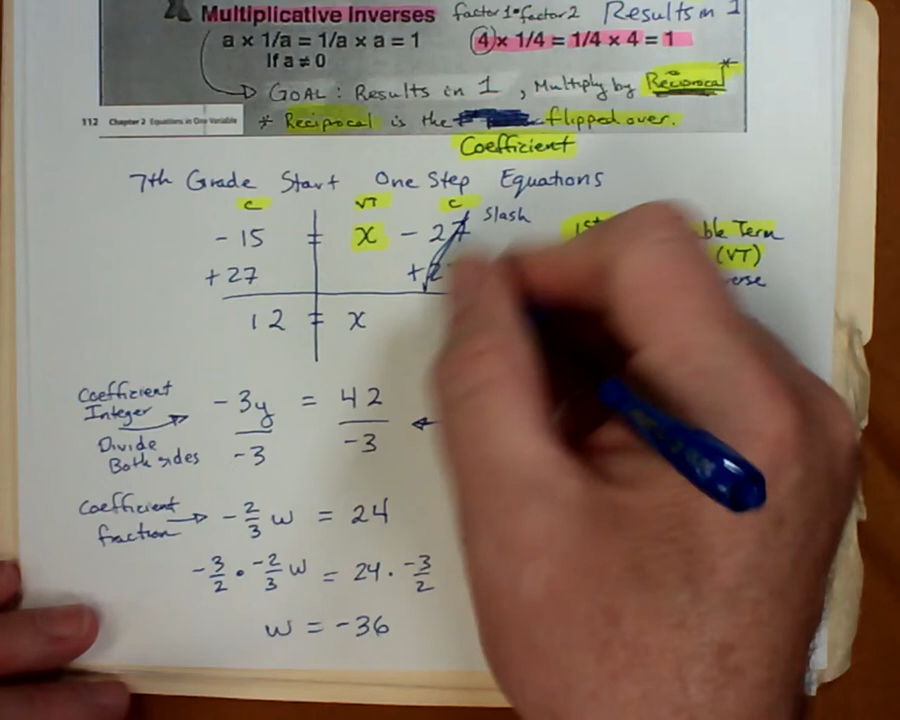 Multiplicative Inverses factor1•factor2 Results in 1
a × 1/a = 1/a × a = 1 4 × 1/4 = 1/4 × 4 = 1
If a ≠ 0
GOAL: Results in 1, Multiply by Reciprocal*
112 Chapter 2 Equations in One Variable
* Reciprocal is the flipped over.
Coefficient
7th Grade Start One Step Equations
C VT C Slash
- 15 = x - 27 1st Term
+27 + (VT)
12 = x
Coefficient
Integer
Divide
Both sides
-3y = 42
-3 -3
Coefficient
fraction
-2/3 w = 24
-3/2 • -2/3 w = 24 • -3/2
w = -36